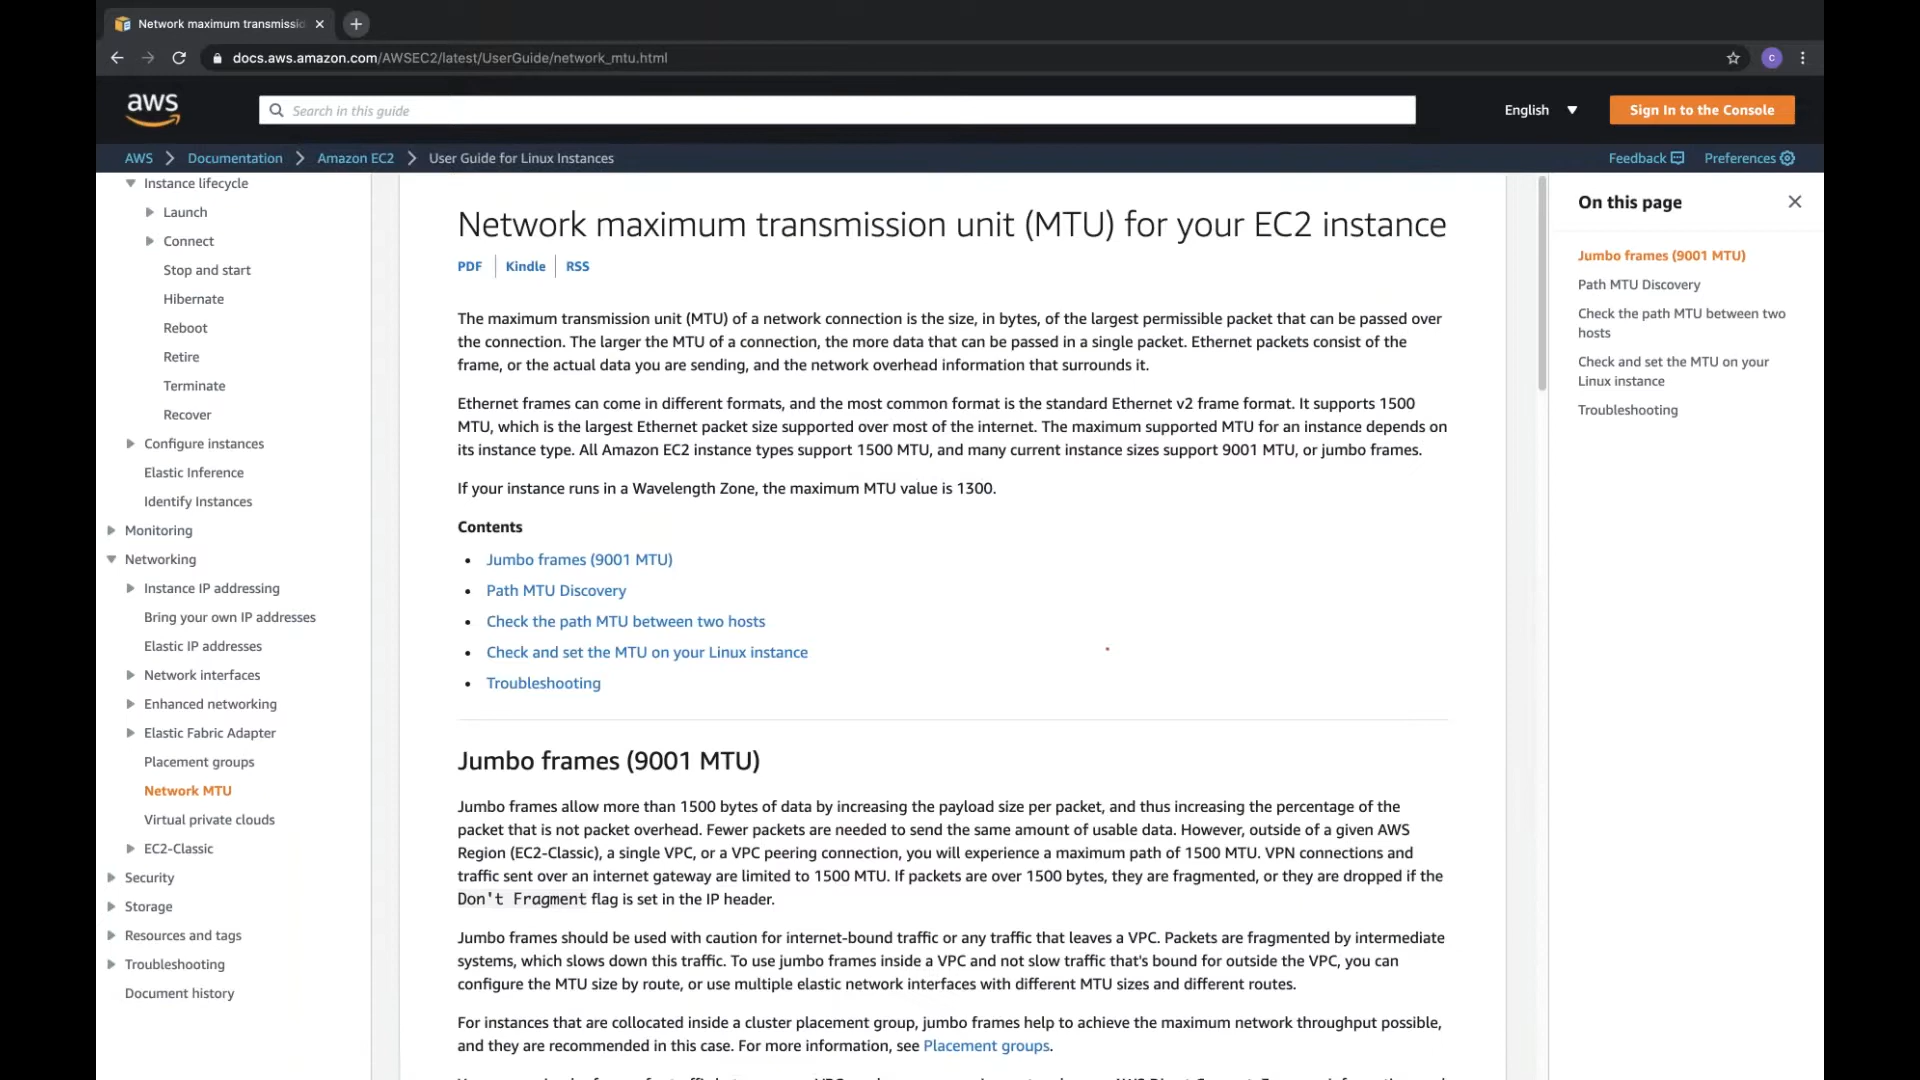 Network maximum transmissi
docs.aws.amazon.com/AWSEC2/latest/UserGuide/network_mtu.html
C
aws
Search in this guide
English
Sign In to the Console
AWS
Documentation
Amazon EC2
User Guide for Linux Instances
Feedback
Preferences
Instance lifecycle
Launch
Connect
Stop and start
Hibernate
Reboot
Retire
Terminate
Recover
Configure instances
Elastic Inference
Identify Instances
Monitoring
Networking
Instance IP addressing
Bring your own IP addresses
Elastic IP addresses
Network interfaces
Enhanced networking
Elastic Fabric Adapter
Placement groups
Network MTU
Virtual private clouds
EC2-Classic
Security
Storage
Resources and tags
Troubleshooting
Document history
Network maximum transmission unit (MTU) for your EC2 instance
PDF
Kindle
RSS
The maximum transmission unit (MTU) of a network connection is the size, in bytes, of the largest permissible packet that can be passed over
the connection. The larger the MTU of a connection, the more data that can be passed in a single packet. Ethernet packets consist of the
frame, or the actual data you are sending, and the network overhead information that surrounds it.
Ethernet frames can come in different formats, and the most common format is the standard Ethernet v2 frame format. It supports 1500
MTU, which is the largest Ethernet packet size supported over most of the internet. The maximum supported MTU for an instance depends on
its instance type. All Amazon EC2 instance types support 1500 MTU, and many current instance sizes support 9001 MTU, or jumbo frames.
If your instance runs in a Wavelength Zone, the maximum MTU value is 1300.
Contents
• Jumbo frames (9001 MTU)
• Path MTU Discovery
• Check the path MTU between two hosts
• Check and set the MTU on your Linux instance
• Troubleshooting
Jumbo frames (9001 MTU)
Jumbo frames allow more than 1500 bytes of data by increasing the payload size per packet, and thus increasing the percentage of the
packet that is not packet overhead. Fewer packets are needed to send the same amount of usable data. However, outside of a given AWS
Region (EC2-Classic), a single VPC, or a VPC peering connection, you will experience a maximum path of 1500 MTU. VPN connections and
traffic sent over an internet gateway are limited to 1500 MTU. If packets are over 1500 bytes, they are fragmented, or they are dropped if the
Don't Fragment flag is set in the IP header.
Jumbo frames should be used with caution for internet-bound traffic or any traffic that leaves a VPC. Packets are fragmented by intermediate
systems, which slows down this traffic. To use jumbo frames inside a VPC and not slow traffic that's bound for outside the VPC, you can
configure the MTU size by route, or use multiple elastic network interfaces with different MTU sizes and different routes.
For instances that are collocated inside a cluster placement group, jumbo frames help to achieve the maximum network throughput possible,
and they are recommended in this case. For more information, see Placement groups.
On this page
Jumbo frames (9001 MTU)
Path MTU Discovery
Check the path MTU between two
hosts
Check and set the MTU on your
Linux instance
Troubleshooting